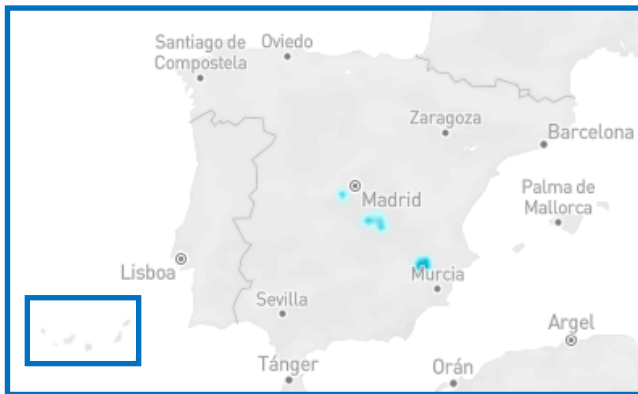 Santiago de
Compostela
Oviedo
Zaragoza
Barcelona
Madrid
Palma de
Mallorca
Lisboa
Murcia
Sevilla
Argel
Tánger
Orán